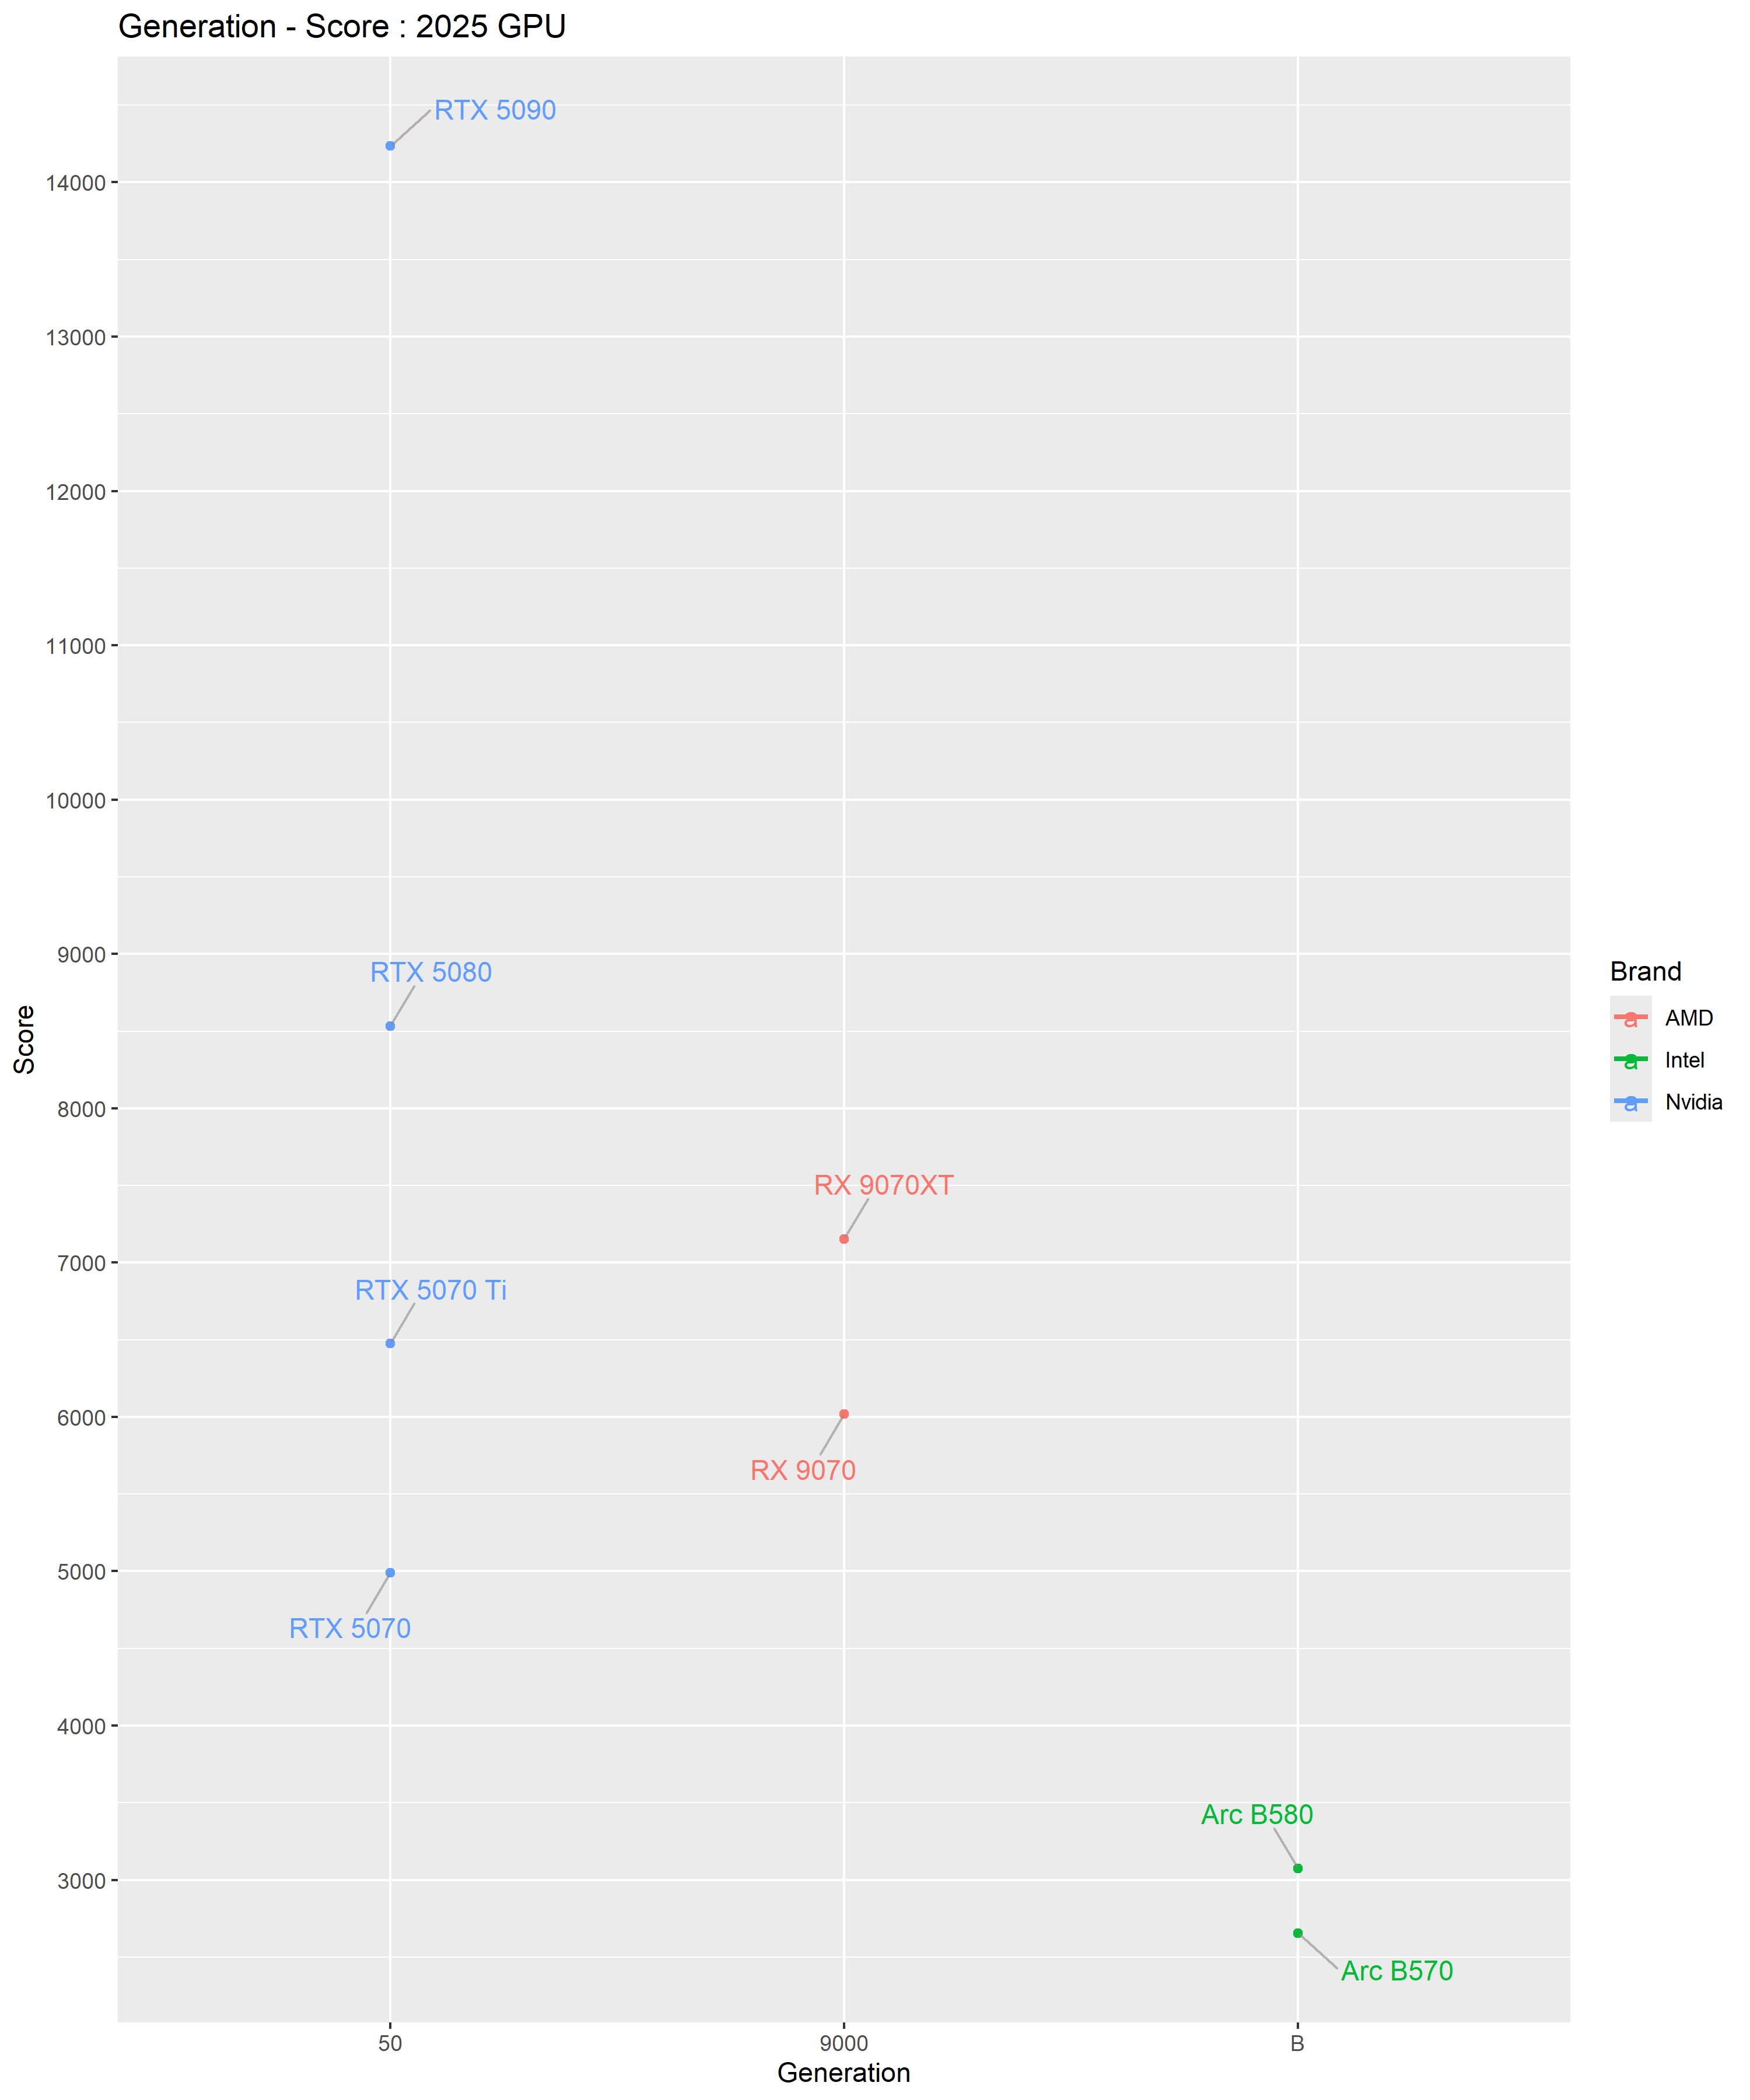 Generation - Score : 2025 GPU
RTX 5090
14000
13000
12000
11000
10000
9000
RTX 5080
Score
8000
RX 9070XT
7000
RTX 5070 Ti
6000
RX 9070
5000
RTX 5070
4000
Arc B580
3000
Arc B570
50
9000
B
Generation
Brand
a AMD
a Intel
a Nvidia